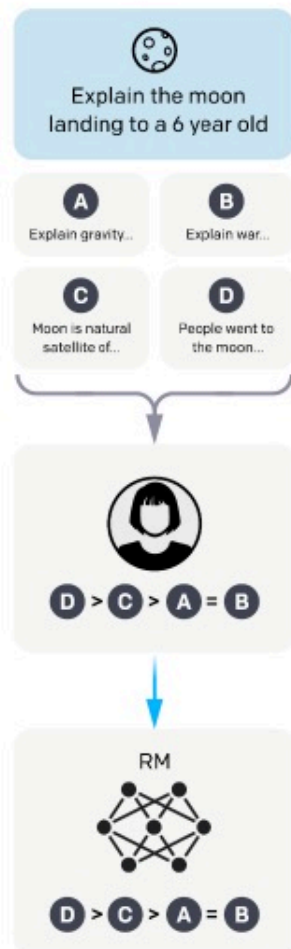 Explain the moon
landing to a 6 year old
A
B
Explain gravity...
Explain war...
C
D
Moon is natural
satellite of...
People went to
the moon...
D > C > A = B
RM
D > C > A = B